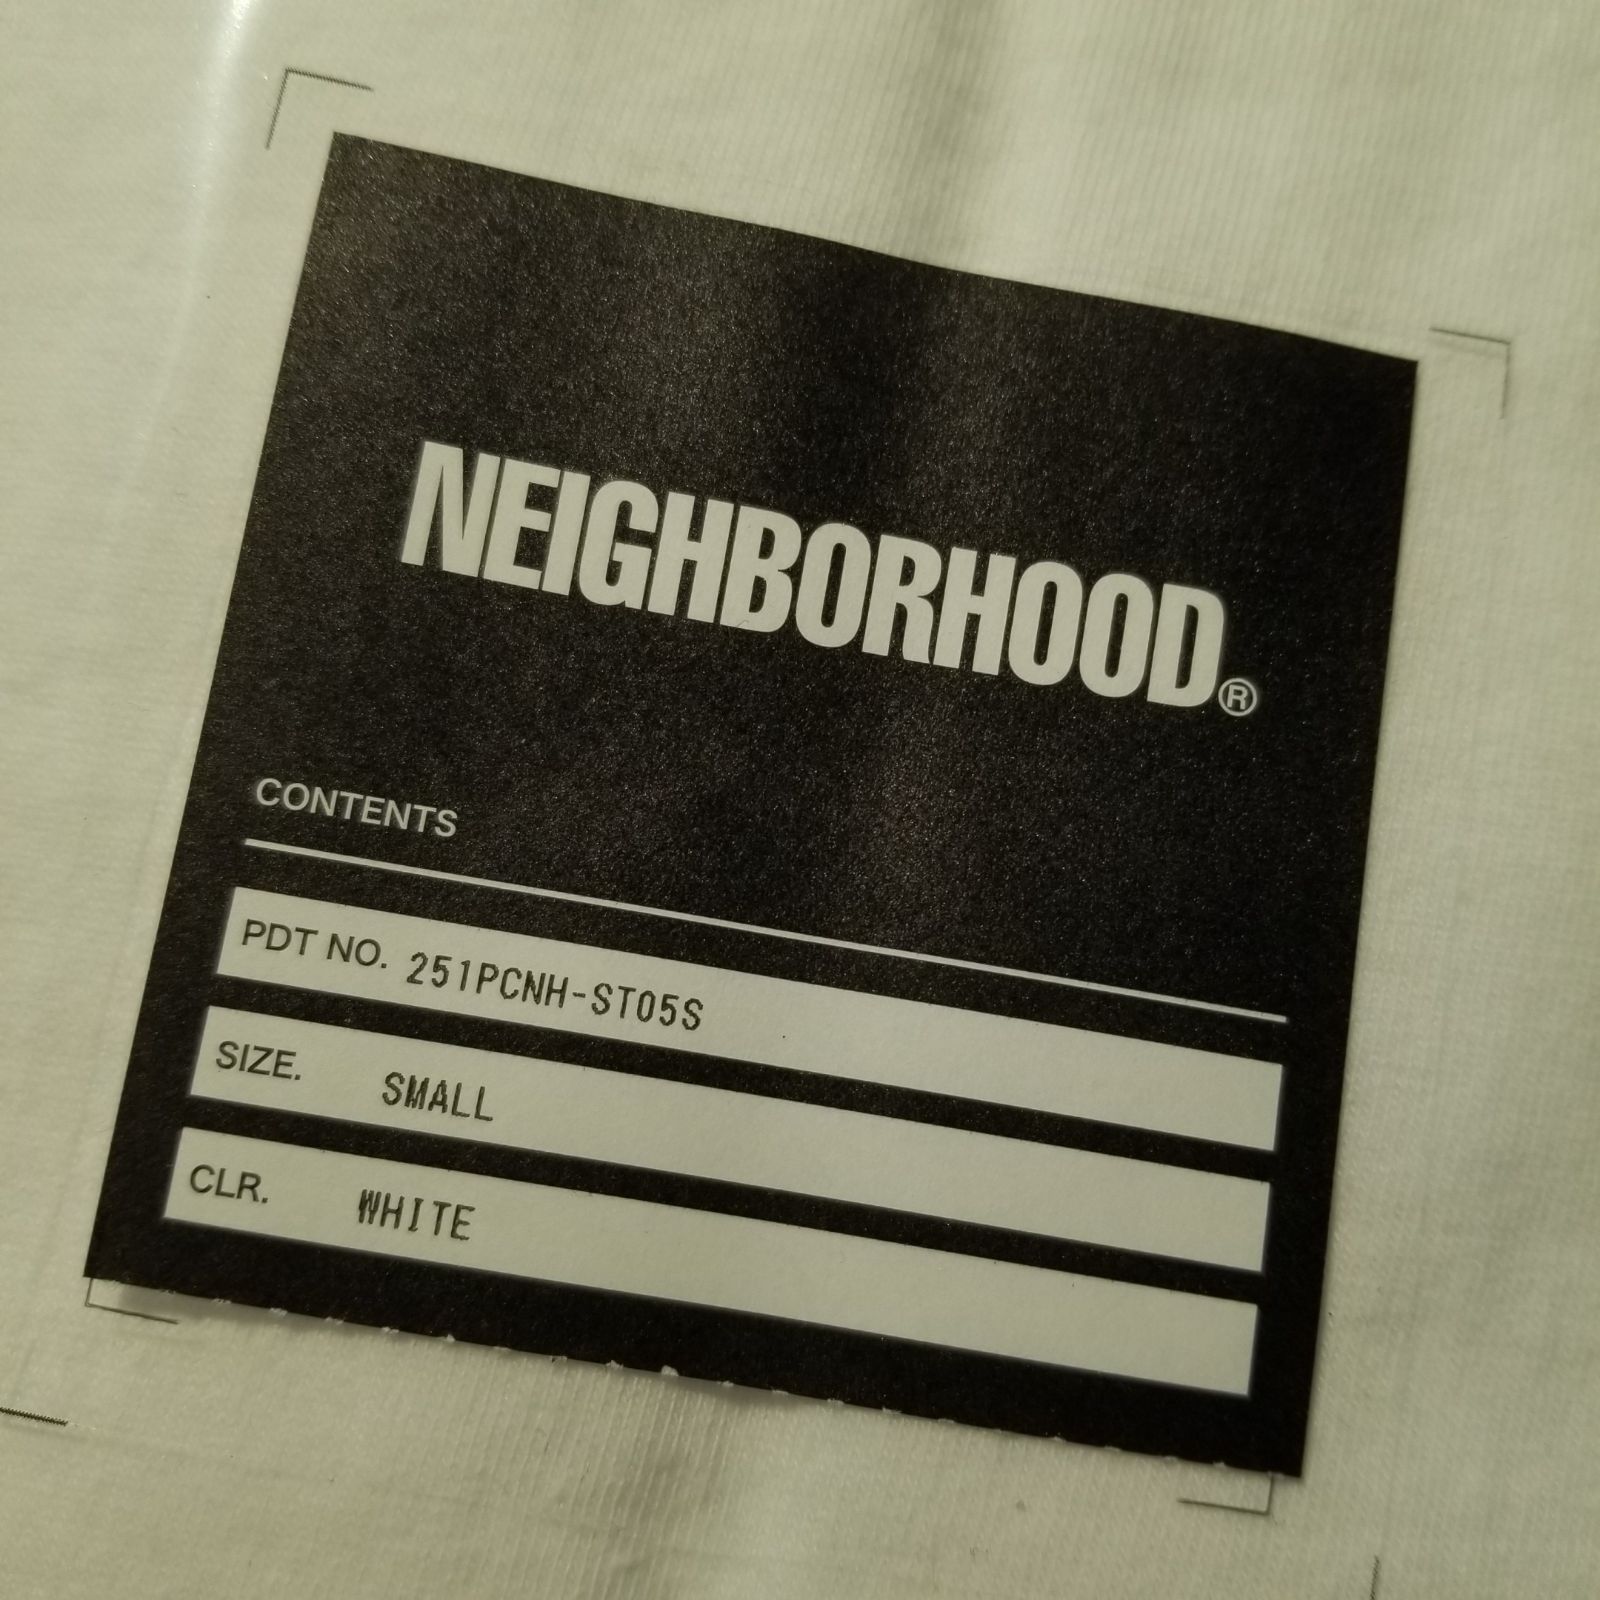 NEIGHBORHOOD®
CONTENTS
PDT NO. 251PCNH-ST05S
SIZE. SMALL
CLR. WHITE